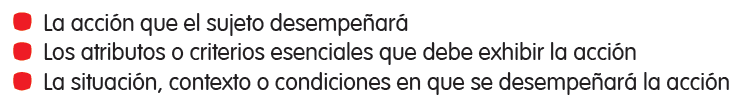 La acción que el sujeto desempeñará
Los atributos o criterios esenciales que debe exhibir la acción
La situación, contexto o condiciones en que se desempeñará la acción